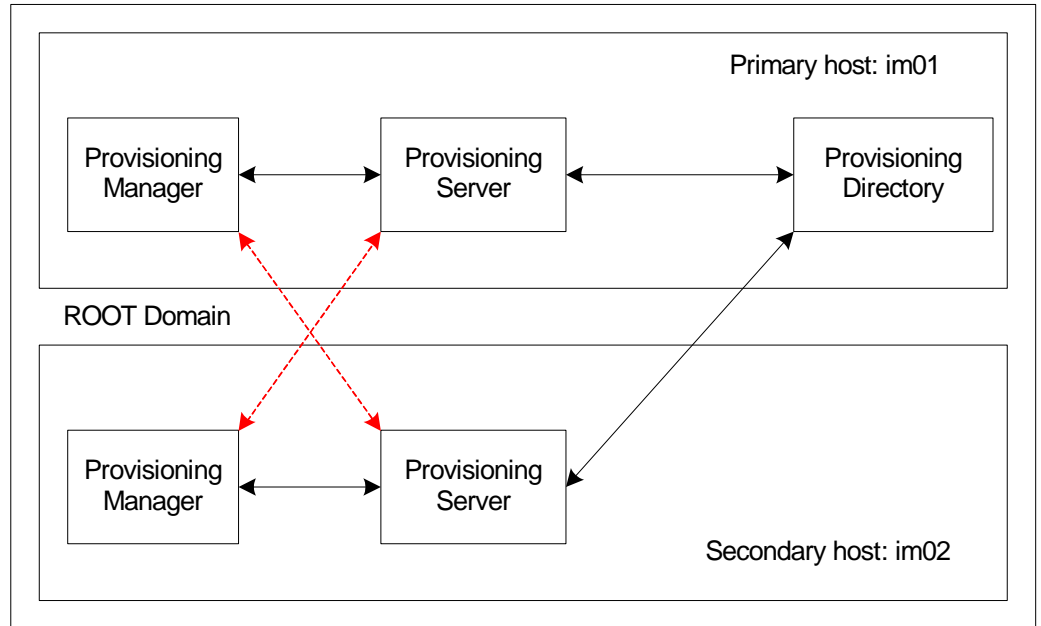 Primary host: im01
Provisioning
Manager
Provisioning
Server
Provisioning
Directory
ROOT Domain
Provisioning
Manager
Provisioning
Server
Secondary host: im02